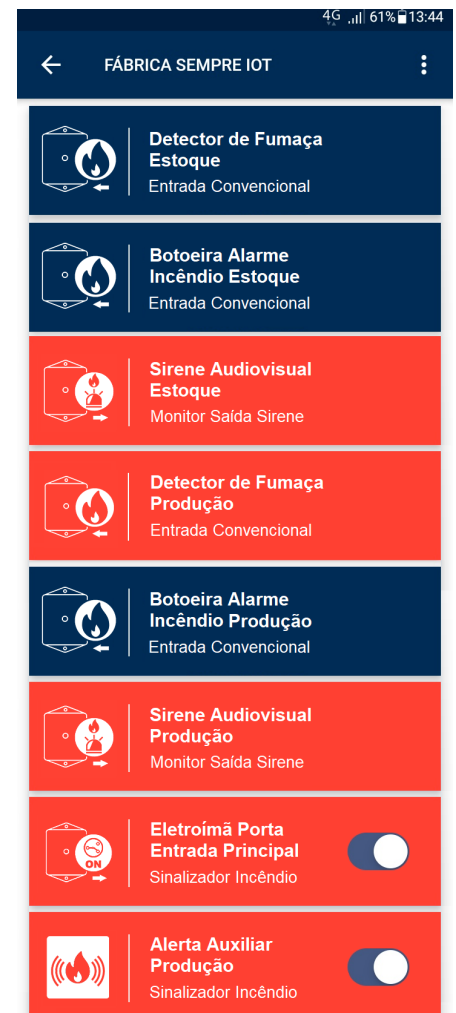 4G 61% 13:44
FÁBRICA SEMPRE IOT
Detector de Fumaça
Estoque
Entrada Convencional
Botoeira Alarme
Incêndio Estoque
Entrada Convencional
Sirene Audiovisual
Estoque
Monitor Saída Sirene
Detector de Fumaça
Produção
Entrada Convencional
Botoeira Alarme
Incêndio Produção
Entrada Convencional
Sirene Audiovisual
Produção
Monitor Saída Sirene
Eletroímã Porta
Entrada Principal
Sinalizador Incêndio
ON
Alerta Auxiliar
Produção
Sinalizador Incêndio